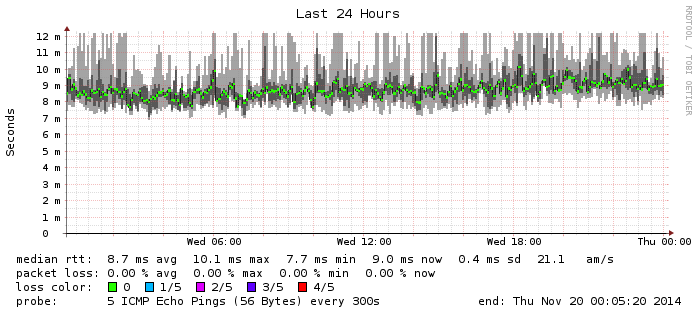 Last 24 Hours
RRDTOOL / TOBI OETIKER
Seconds
12 m
11 m
10 m
9 m
8 m
7 m
6 m
5 m
4 m
3 m
2 m
1 m
0
Wed 06:00 Wed 12:00 Wed 18:00 Thu 00:00
median rtt: 8.7 ms avg 10.1 ms max 7.7 ms min 9.0 ms now 0.4 ms sd 21.1 am/s
packet loss: 0.00 % avg 0.00 % max 0.00 % min 0.00 % now
loss color: 0 1/5 2/5 3/5 4/5
probe: 5 ICMP Echo Pings (56 Bytes) every 300s end: Thu Nov 20 00:05:20 2014